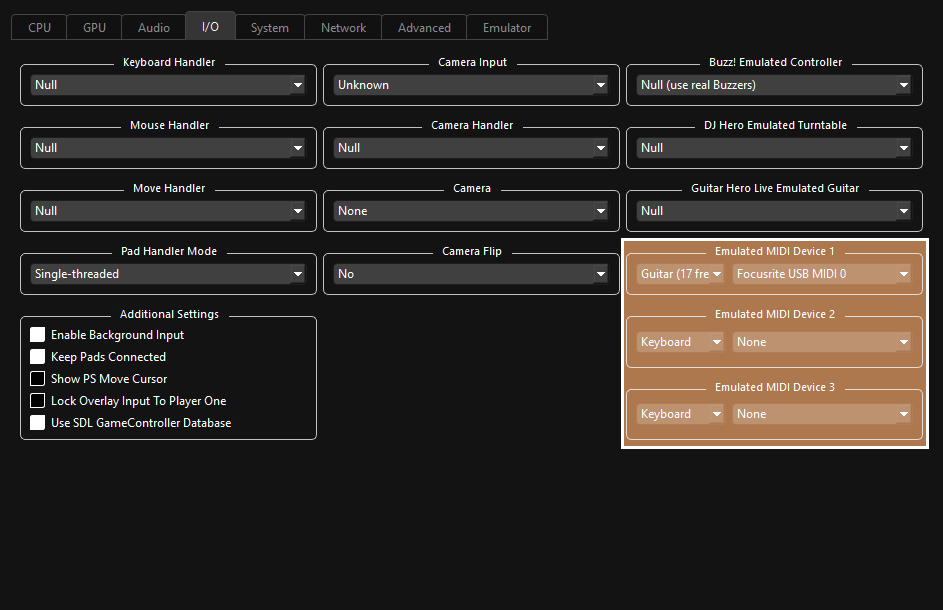 CPU GPU Audio I/O System Network Advanced Emulator
Keyboard Handler
Null
Mouse Handler
Null
Move Handler
Null
Pad Handler Mode
Single-threaded
Additional Settings
Enable Background Input
Keep Pads Connected
Show PS Move Cursor
Lock Overlay Input To Player One
Use SDL GameController Database
Camera Input
Unknown
Camera Handler
Null
Camera
None
Camera Flip
No
Buzz! Emulated Controller
Null (use real Buzzers)
DJ Hero Emulated Turntable
Null
Guitar Hero Live Emulated Guitar
Null
Emulated MIDI Device 1
Guitar (17 fre Focusrite USB MIDI 0
Emulated MIDI Device 2
Keyboard None
Emulated MIDI Device 3
Keyboard None